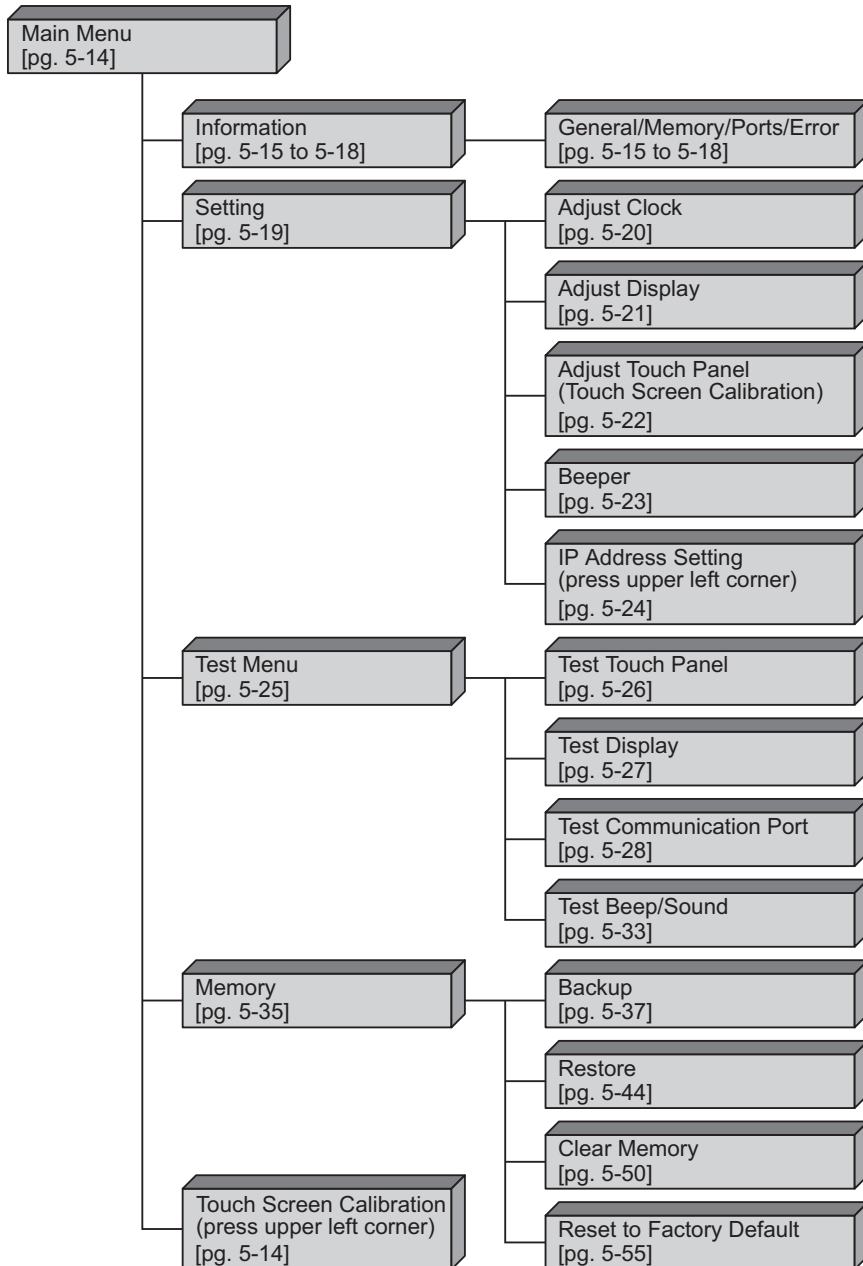 Main Menu
[pg. 5-14]
Information
[pg. 5-15 to 5-18]
General/Memory/Ports/Error
[pg. 5-15 to 5-18]
Setting
[pg. 5-19]
Adjust Clock
[pg. 5-20]
Adjust Display
[pg. 5-21]
Adjust Touch Panel
(Touch Screen Calibration)
[pg. 5-22]
Beeper
[pg. 5-23]
IP Address Setting
(press upper left corner)
[pg. 5-24]
Test Menu
[pg. 5-25]
Test Touch Panel
[pg. 5-26]
Test Display
[pg. 5-27]
Test Communication Port
[pg. 5-28]
Test Beep/Sound
[pg. 5-33]
Memory
[pg. 5-35]
Backup
[pg. 5-37]
Restore
[pg. 5-44]
Clear Memory
[pg. 5-50]
Touch Screen Calibration
(press upper left corner)
[pg. 5-14]
Reset to Factory Default
[pg. 5-55]